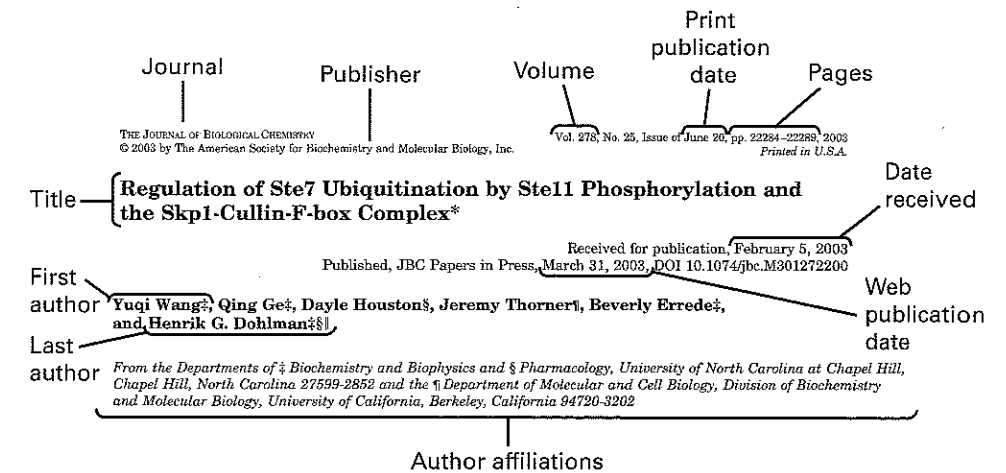 Print
publication
date
Journal
Publisher
Volume
Pages
THE JOURNAL OF BIOLOGICAL CHEMISTRY
© 2003 by The American Society for Biochemistry and Molecular Biology, Inc.
Vol. 278, No. 25, Issue of June 20, pp. 22284–22289, 2003
Printed in U.S.A.
Title
Regulation of Ste7 Ubiquitination by Ste11 Phosphorylation and
the Skp1-Cullin-F-box Complex*
Date
received
Received for publication, February 5, 2003
Published, JBC Papers in Press, March 31, 2003, DOI 10.1074/jbc.M301272200
First
author
Yuqi Wang‡, Qing Ge‡, Dayle Houston§, Jeremy Thorner¶, Beverly Errede‡,
and Henrik G. Dohlman‡§‖
Web
publication
date
Last
author
From the Departments of ‡ Biochemistry and Biophysics and § Pharmacology, University of North Carolina at Chapel Hill,
Chapel Hill, North Carolina 27599-2852 and the ¶ Department of Molecular and Cell Biology, Division of Biochemistry
and Molecular Biology, University of California, Berkeley, California 94720-3202
Author affiliations